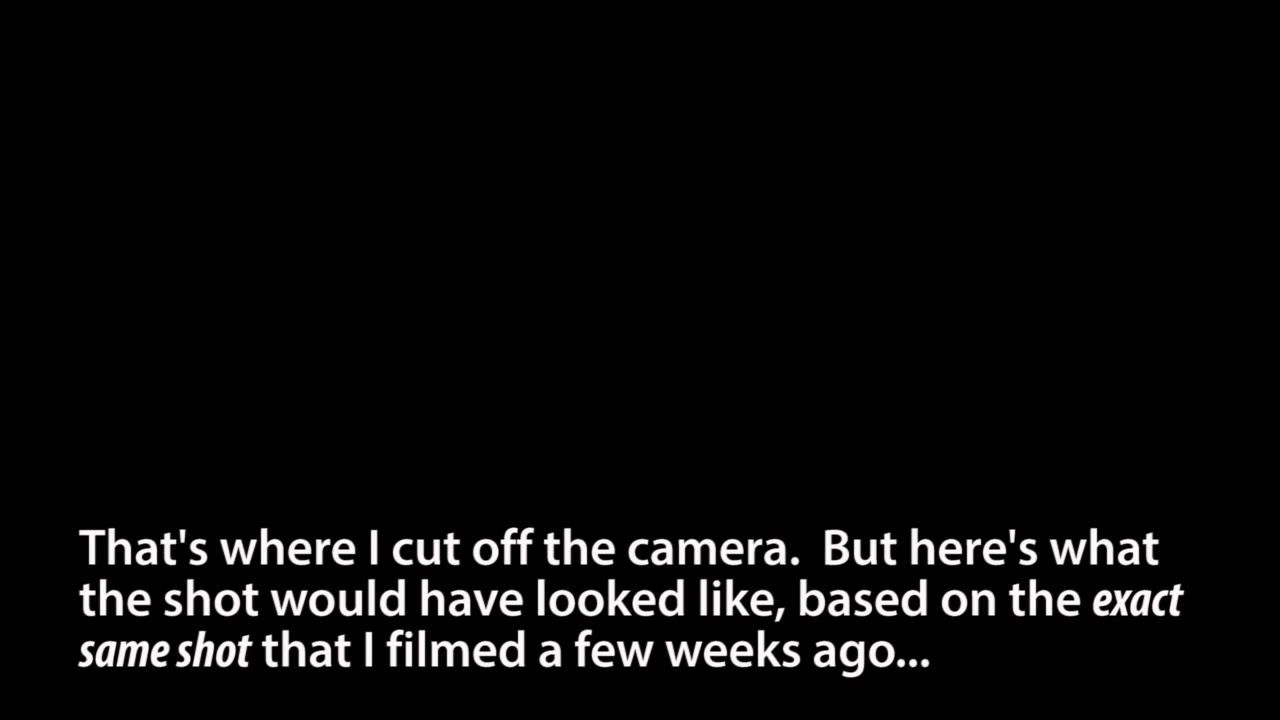 That's where I cut off the camera.  But here's what
the shot would have looked like, based on the exact
same shot that I filmed a few weeks ago...